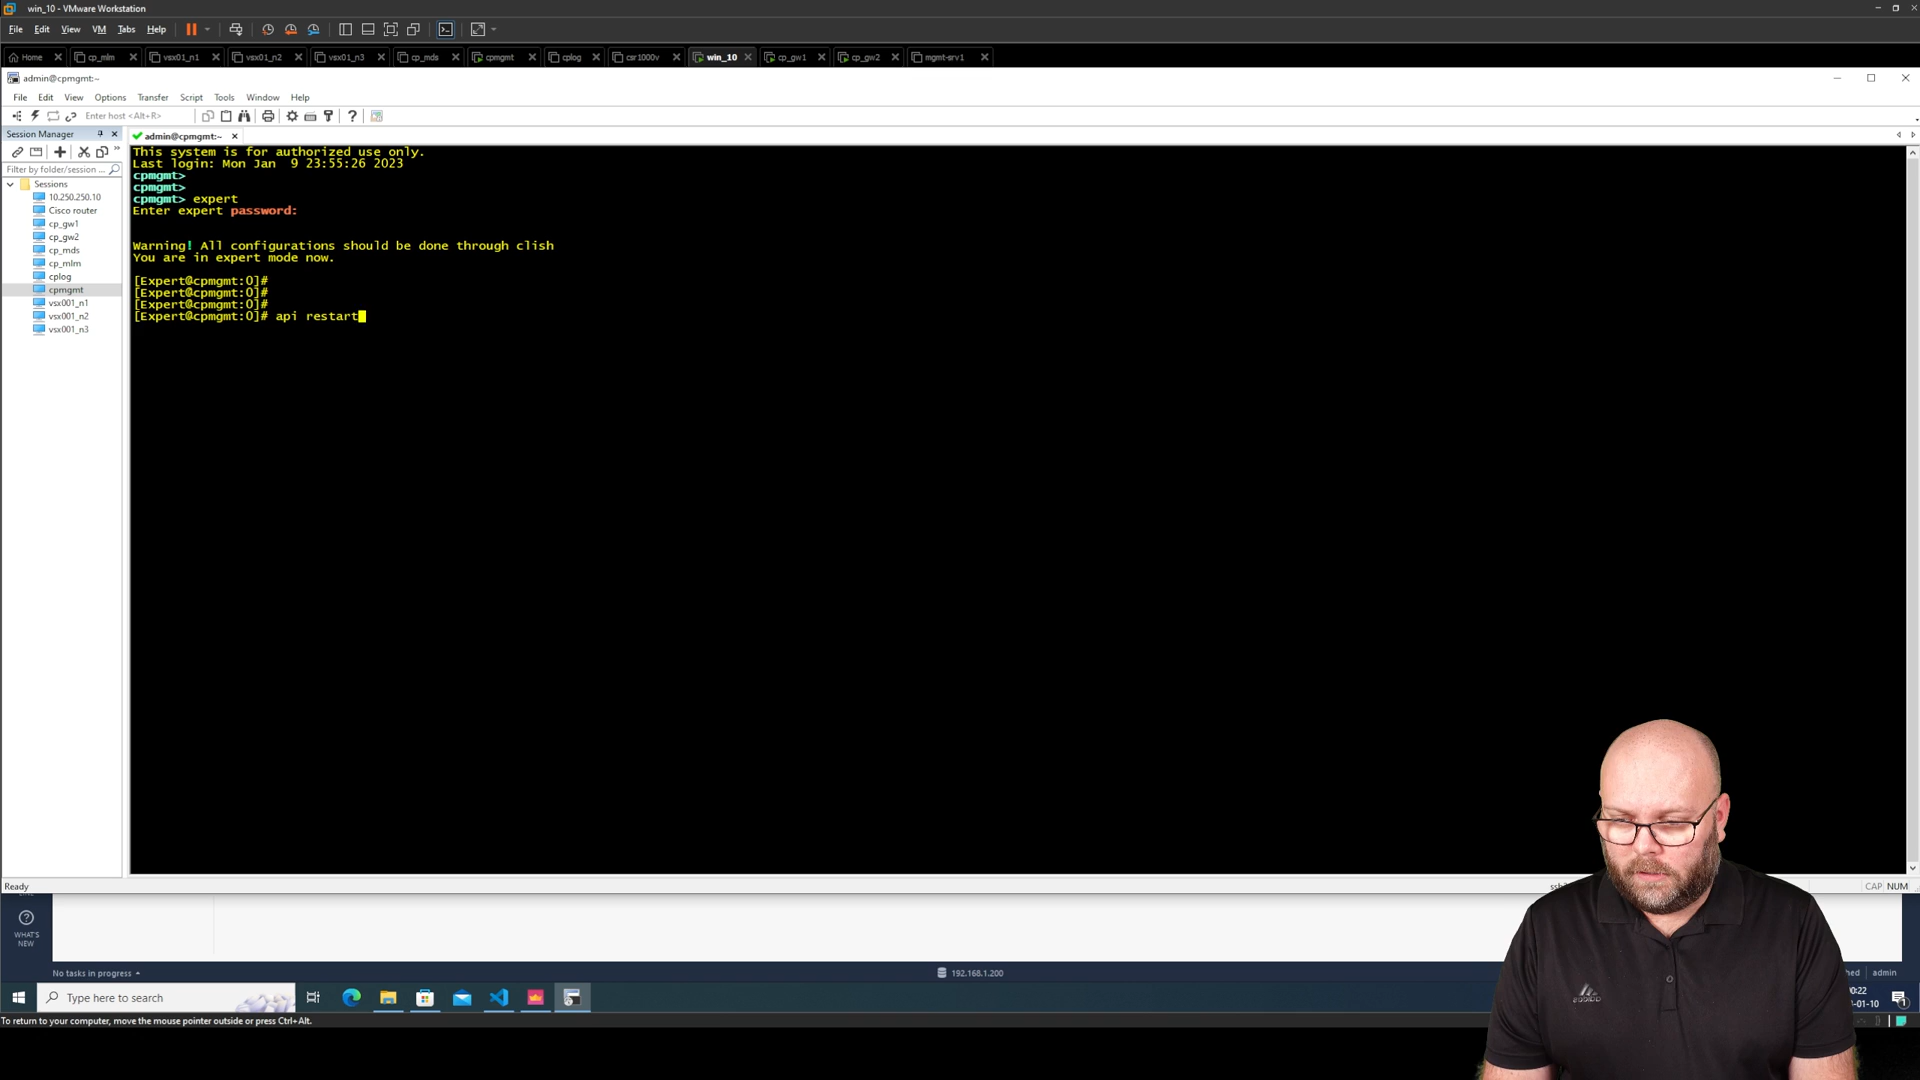 win_10 - VMware Workstation
File Edit View VM Tabs Help
Home cp_mlm vsx01_n1 vsx01_n2 vsx01_n3 cp_mds cpmgmt cplog csr1000v win_10 cp_gw1 cp_gw2 mgmt-srv1
admin@cpmgmt:~
File Edit View Options Transfer Script Tools Window Help
Enter host <Alt+R>
Session Manager
admin@cpmgmt:~
Filter by folder/session ...
Sessions
10.250.250.10
Cisco router
cp_gw1
cp_gw2
cp_mds
cp_mlm
cplog
cpmgmt
vsx001_n1
vsx001_n2
vsx001_n3
This system is for authorized use only.
Last login: Mon Jan  9 23:55:26 2023
cpmgmt>
cpmgmt>
cpmgmt> expert
Enter expert password:
Warning! All configurations should be done through clish
You are in expert mode now.
[Expert@cpmgmt:0]#
[Expert@cpmgmt:0]#
[Expert@cpmgmt:0]#
[Expert@cpmgmt:0]# api restart
Ready
CAP NUM
WHAT'S
NEW
No tasks in progress
192.168.1.200
admin
Type here to search
To return to your computer, move the mouse pointer outside or press Ctrl+Alt.
adidas